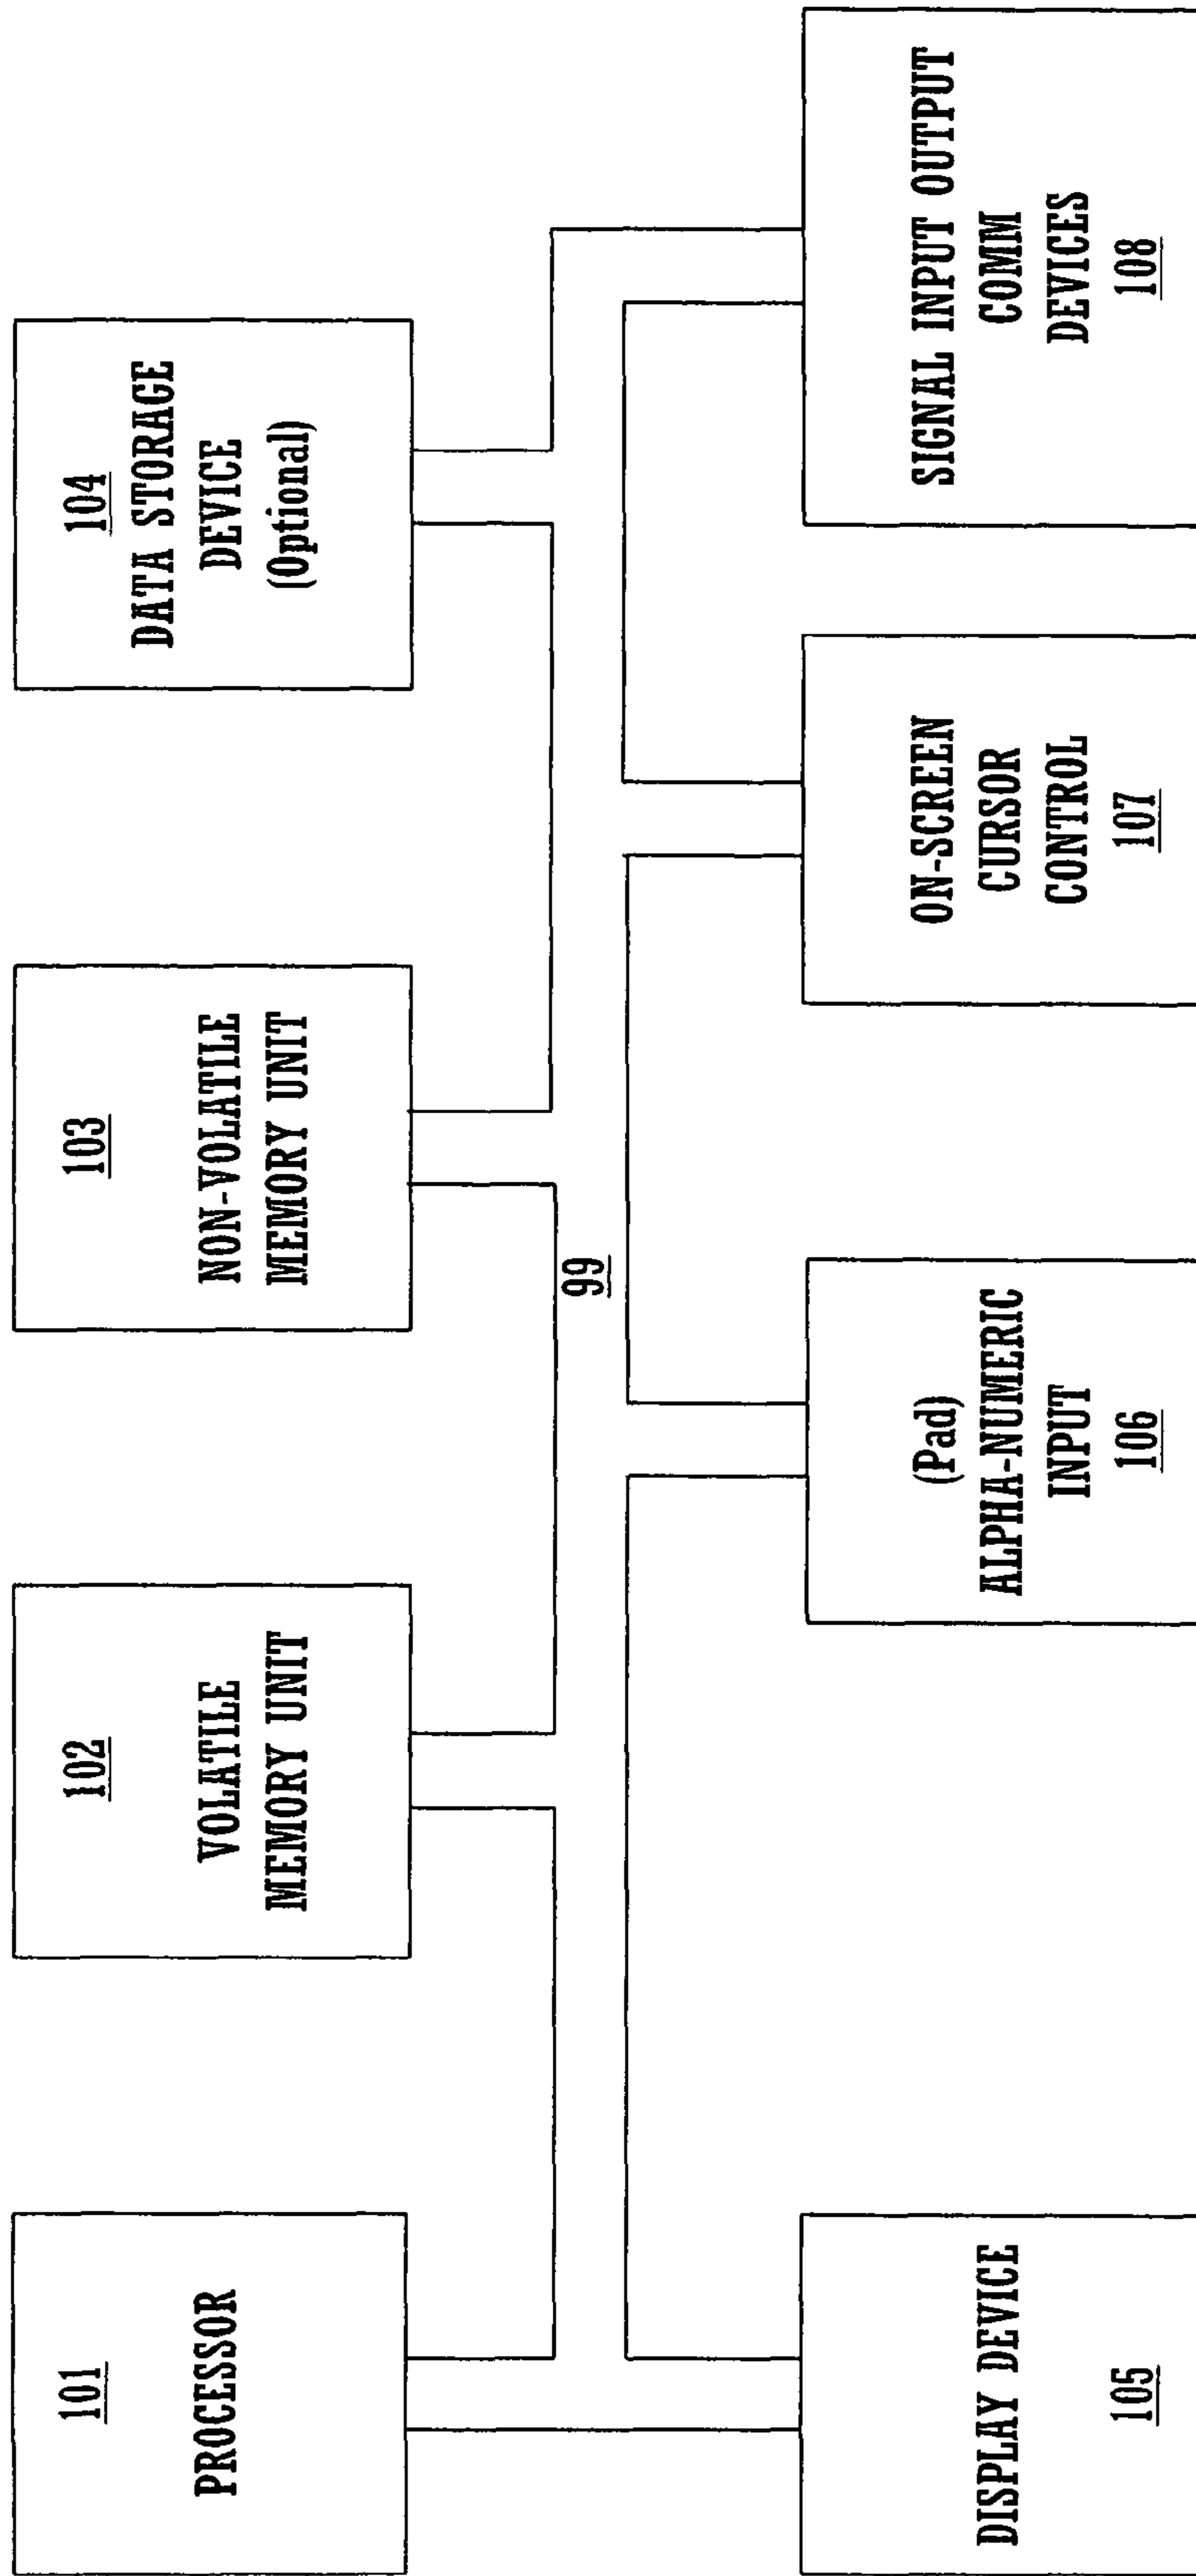 101
PROCESSOR
102
VOLATILE
MEMORY UNIT
103
NON-VOLATILE
MEMORY UNIT
104
DATA STORAGE
DEVICE
(Optional)
99
DISPLAY DEVICE
105
(Pad)
ALPHA-NUMERIC
INPUT
106
ON-SCREEN
CURSOR
CONTROL
107
SIGNAL INPUT OUTPUT
COMM
DEVICES
108